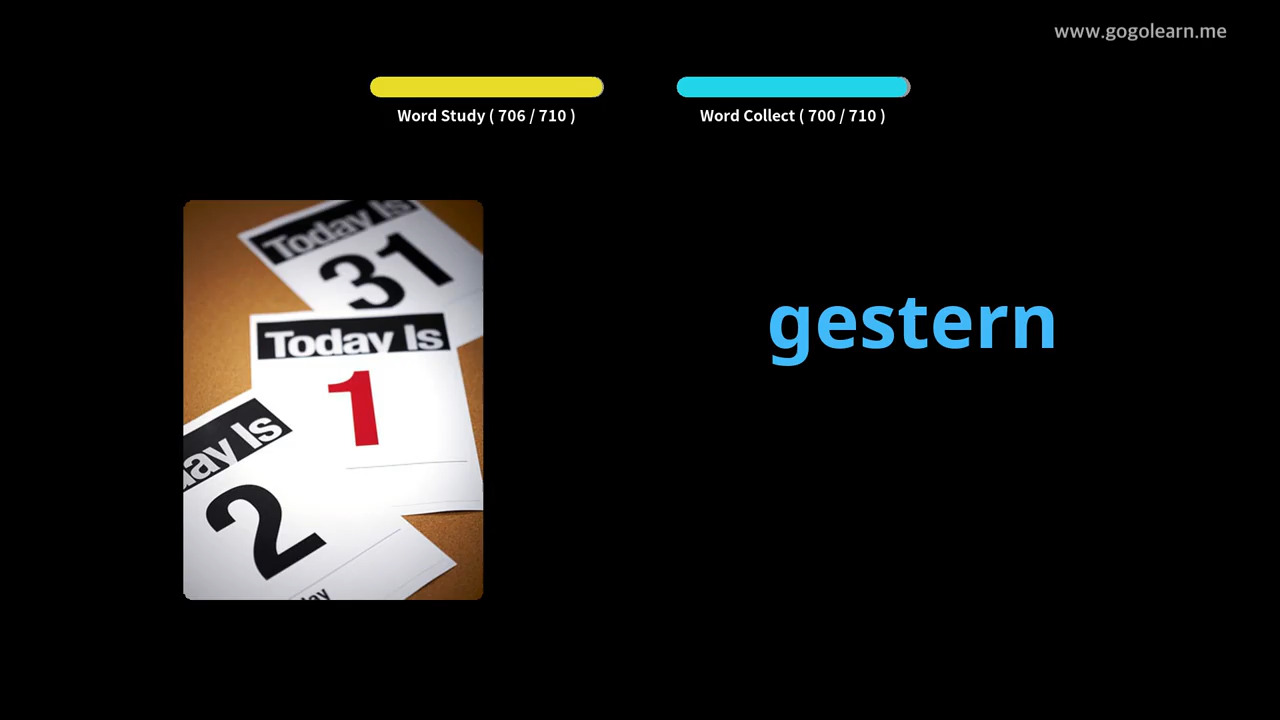 www.gogolearn.me
Word Study ( 706 / 710 )
Word Collect ( 700 / 710 )
Today Is
31
Today Is
1
ay Is
2
gestern